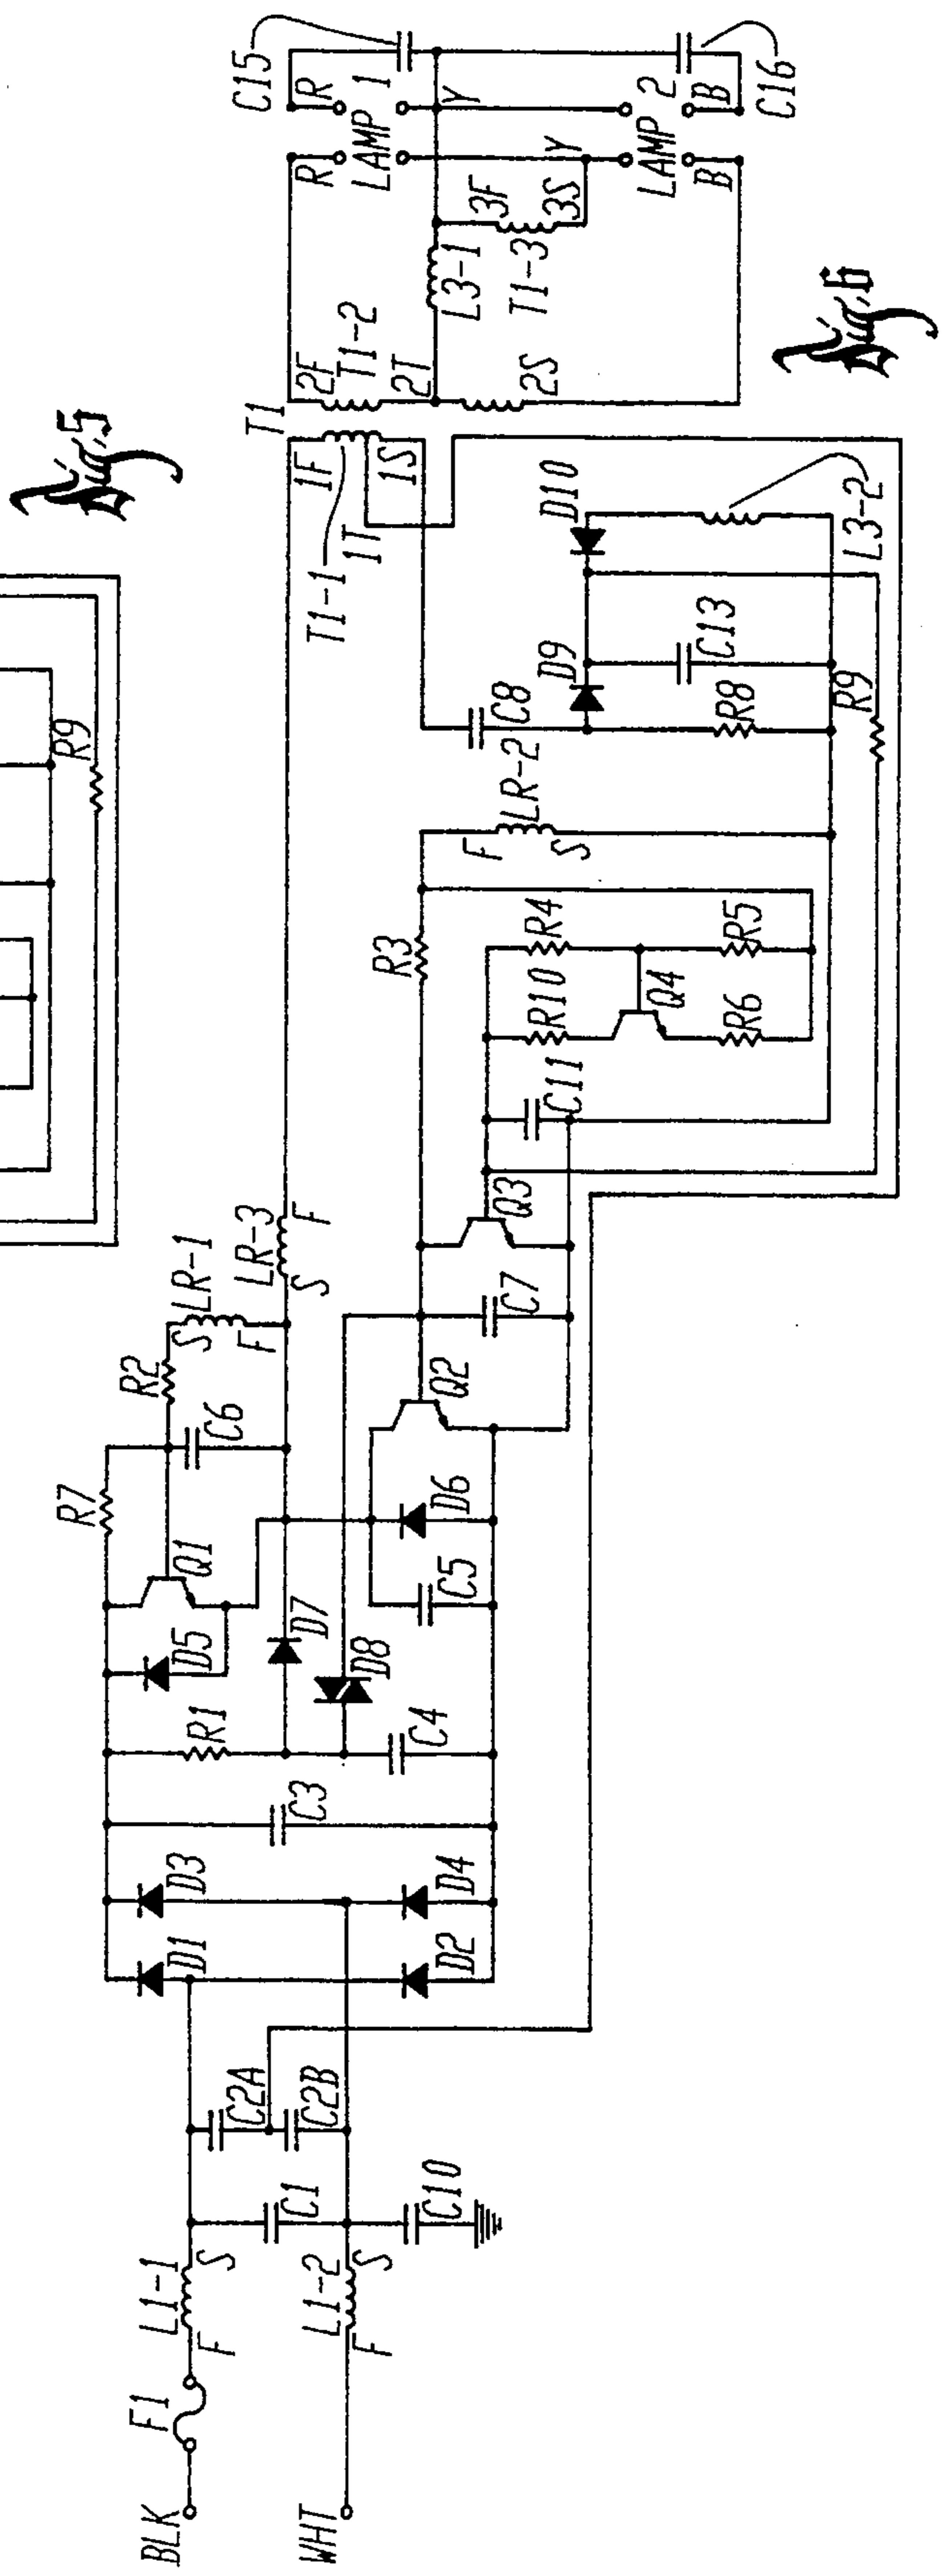 R9
Fig. 5
BLK
F1
F
L1-1
S
WHT
F
L1-2
S
C1
C10
C2A
C2B
D1
D3
D2
D4
C3
R1
C4
D5
Q1
D7
D8
R7
C5
D6
C6
R2
S
LR-1
F
Q2
C7
S
LR-3
F
Q3
C11
R3
R10
R4
Q4
R6
R5
F
LR-2
S
C8
D9
R8
C13
D10
L3-2
R9
T1
T1-1
1F
1T
1S
2F
T1-2
2T
2S
L3-1
3F
3S
T1-3
R
R
LAMP 1
Y
Y
LAMP 2
B
B
C15
C16
Fig. 6